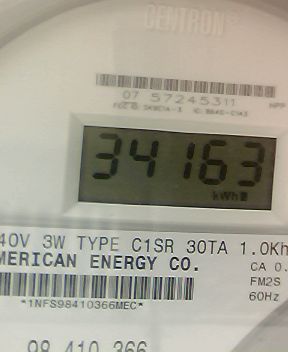 CENTRON®
07 57245311
34163
kWh
40V 3W TYPE C1SR 30TA 1.0Kh
MERICAN ENERGY CO.
CA 0.
FM2S
*1NFS98410366MEC*
60Hz
98 410 366